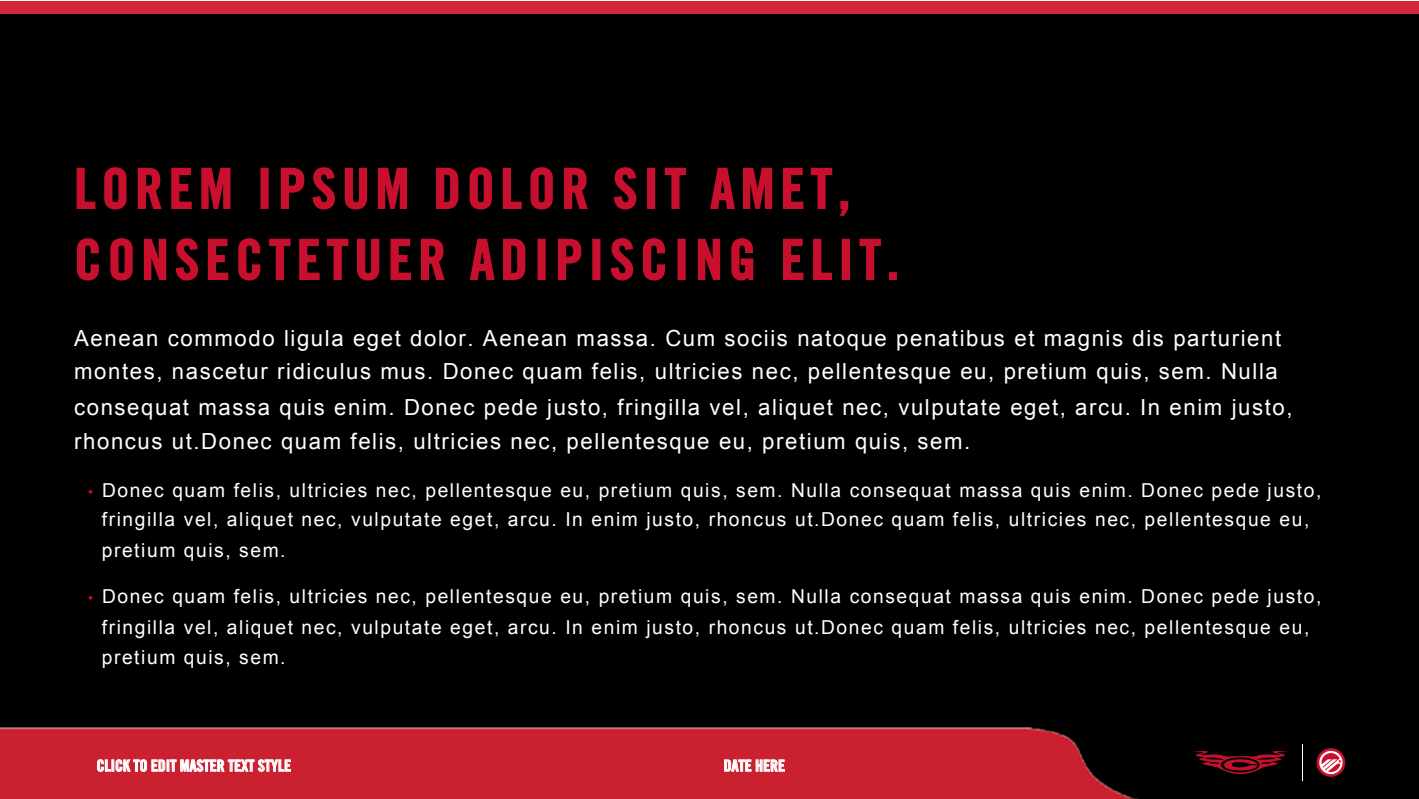 LOREM IPSUM DOLOR SIT AMET,
CONSECTETUER ADIPISCING ELIT.
Aenean commodo ligula eget dolor. Aenean massa. Cum sociis natoque penatibus et magnis dis parturient
montes, nascetur ridiculus mus. Donec quam felis, ultricies nec, pellentesque eu, pretium quis, sem. Nulla
consequat massa quis enim. Donec pede justo, fringilla vel, aliquet nec, vulputate eget, arcu. In enim justo,
rhoncus ut.Donec quam felis, ultricies nec, pellentesque eu, pretium quis, sem.
• Donec quam felis, ultricies nec, pellentesque eu, pretium quis, sem. Nulla consequat massa quis enim. Donec pede justo,
fringilla vel, aliquet nec, vulputate eget, arcu. In enim justo, rhoncus ut.Donec quam felis, ultricies nec, pellentesque eu,
pretium quis, sem.
• Donec quam felis, ultricies nec, pellentesque eu, pretium quis, sem. Nulla consequat massa quis enim. Donec pede justo,
fringilla vel, aliquet nec, vulputate eget, arcu. In enim justo, rhoncus ut.Donec quam felis, ultricies nec, pellentesque eu,
pretium quis, sem.
CLICK TO EDIT MASTER TEXT STYLE
DATE HERE